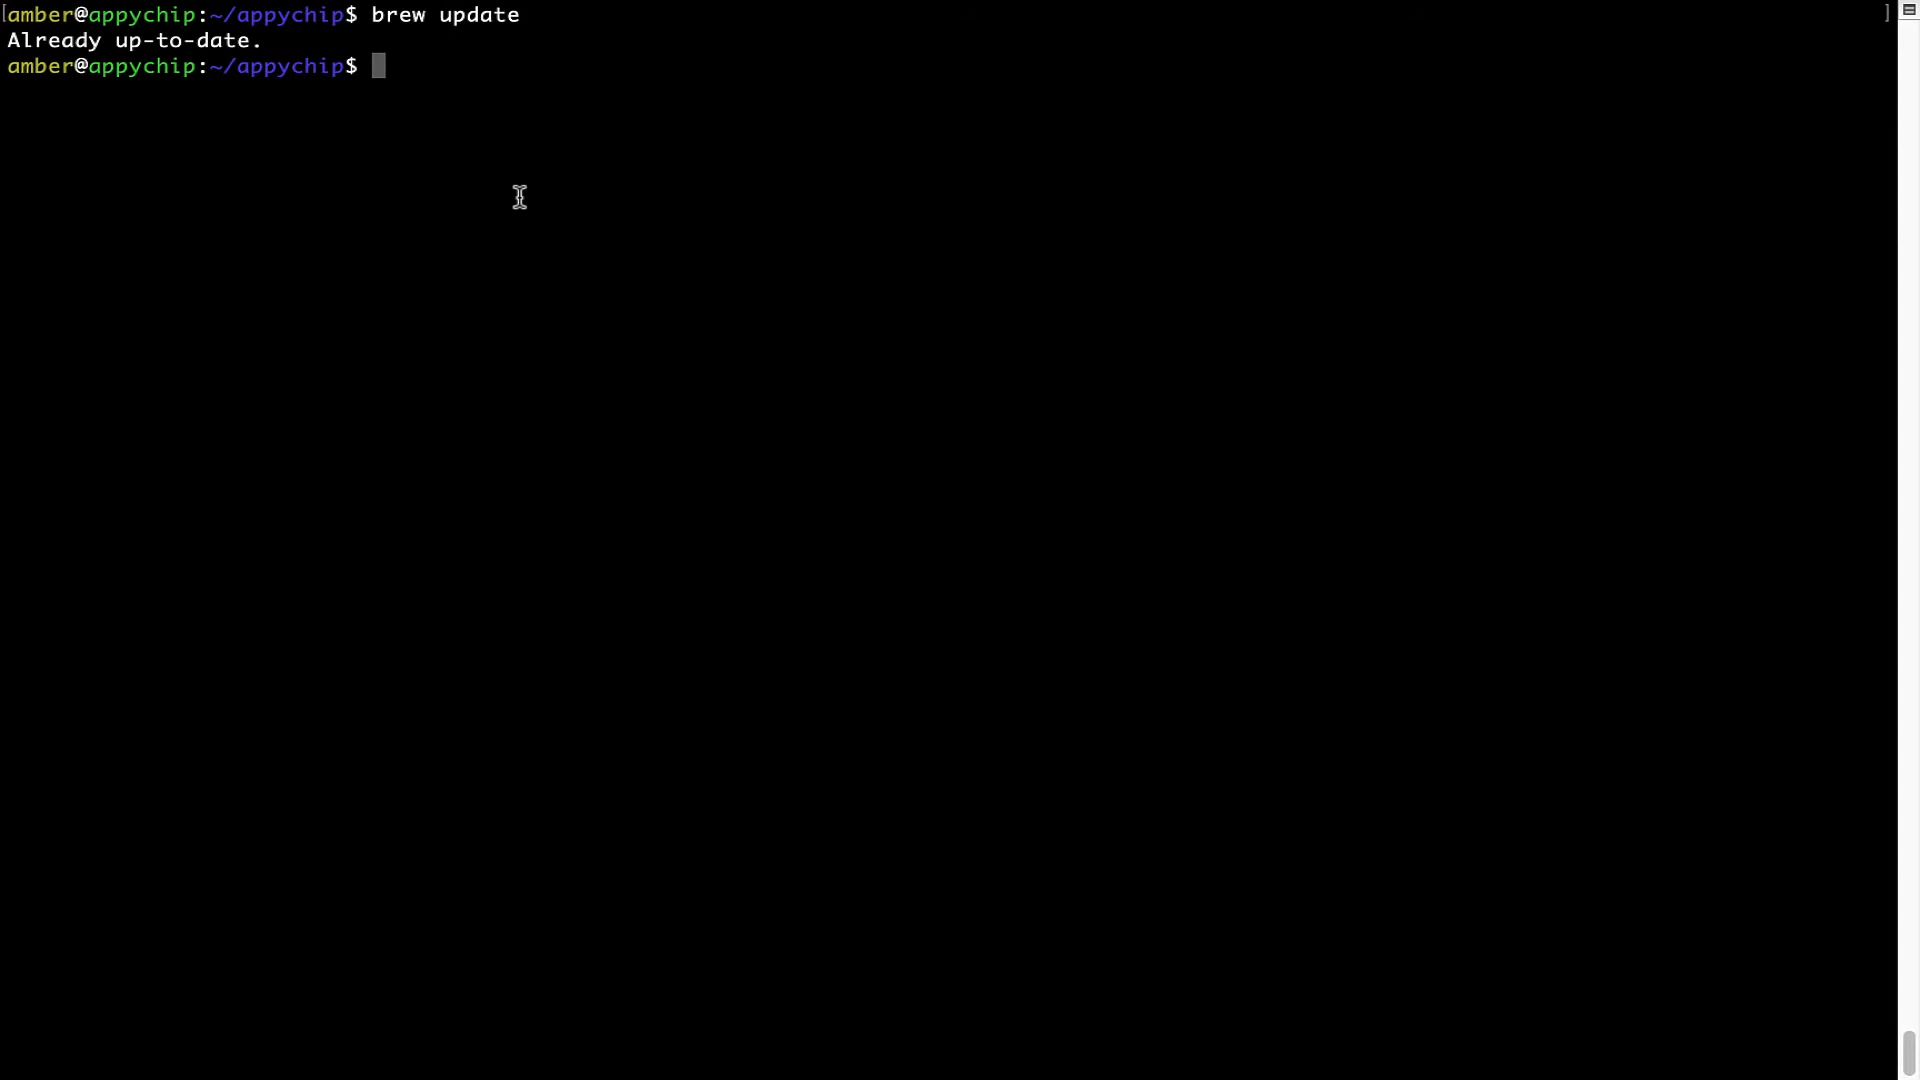 [amber@appychip:~/appychip$ brew update ]
Already up-to-date.
amber@appychip:~/appychip$